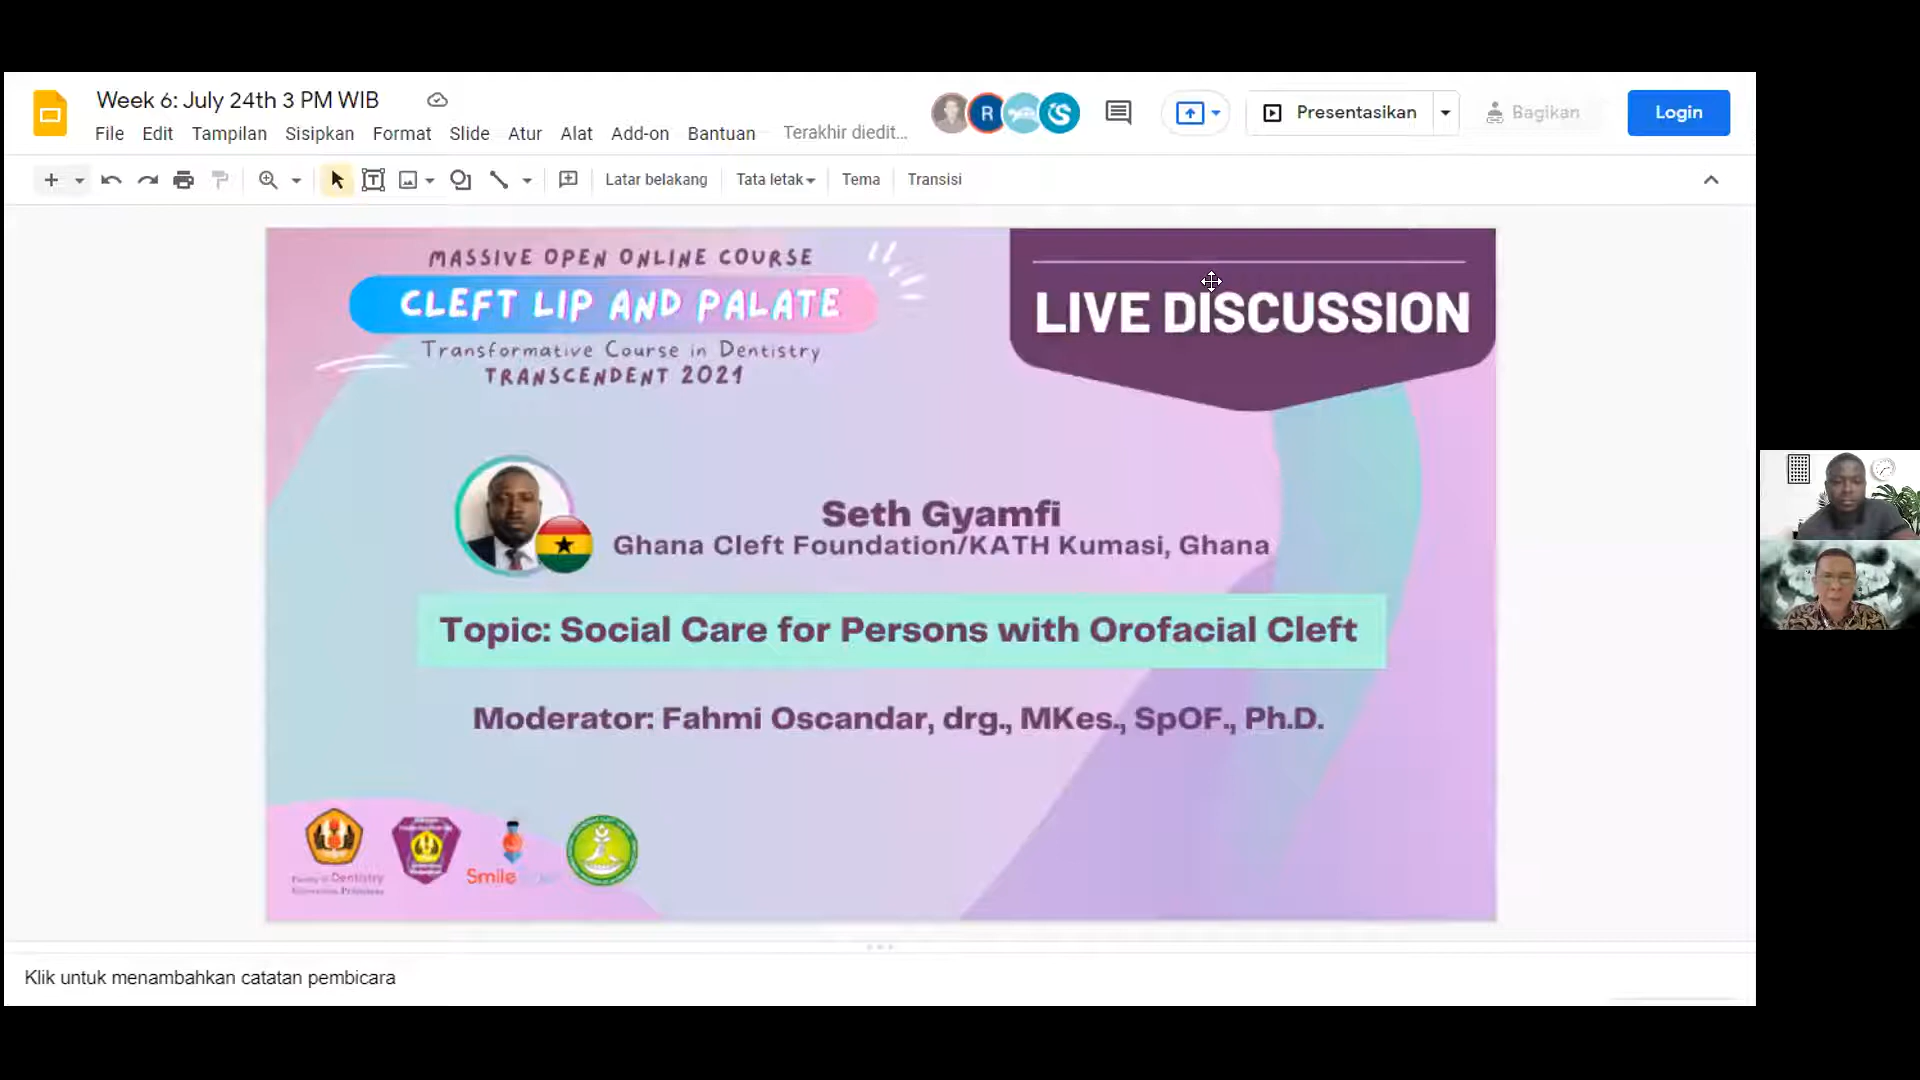 Week 6: July 24th 3 PM WIB
File Edit Tampilan Sisipkan Format Slide Atur Alat Add-on Bantuan Terakhir diedit...
R
Presentasikan
Bagikan
Login
Latar belakang
Tata letak
Tema
Transisi
MASSIVE OPEN ONLINE COURSE
CLEFT LIP AND PALATE
Transformative Course in Dentistry
TRANSCENDENT 2021
LIVE DISCUSSION
Seth Gyamfi
Ghana Cleft Foundation/KATH Kumasi, Ghana
Topic: Social Care for Persons with Orofacial Cleft
Moderator: Fahmi Oscandar, drg., MKes., SpOF., Ph.D.
Dentistry
Smile
Klik untuk menambahkan catatan pembicara